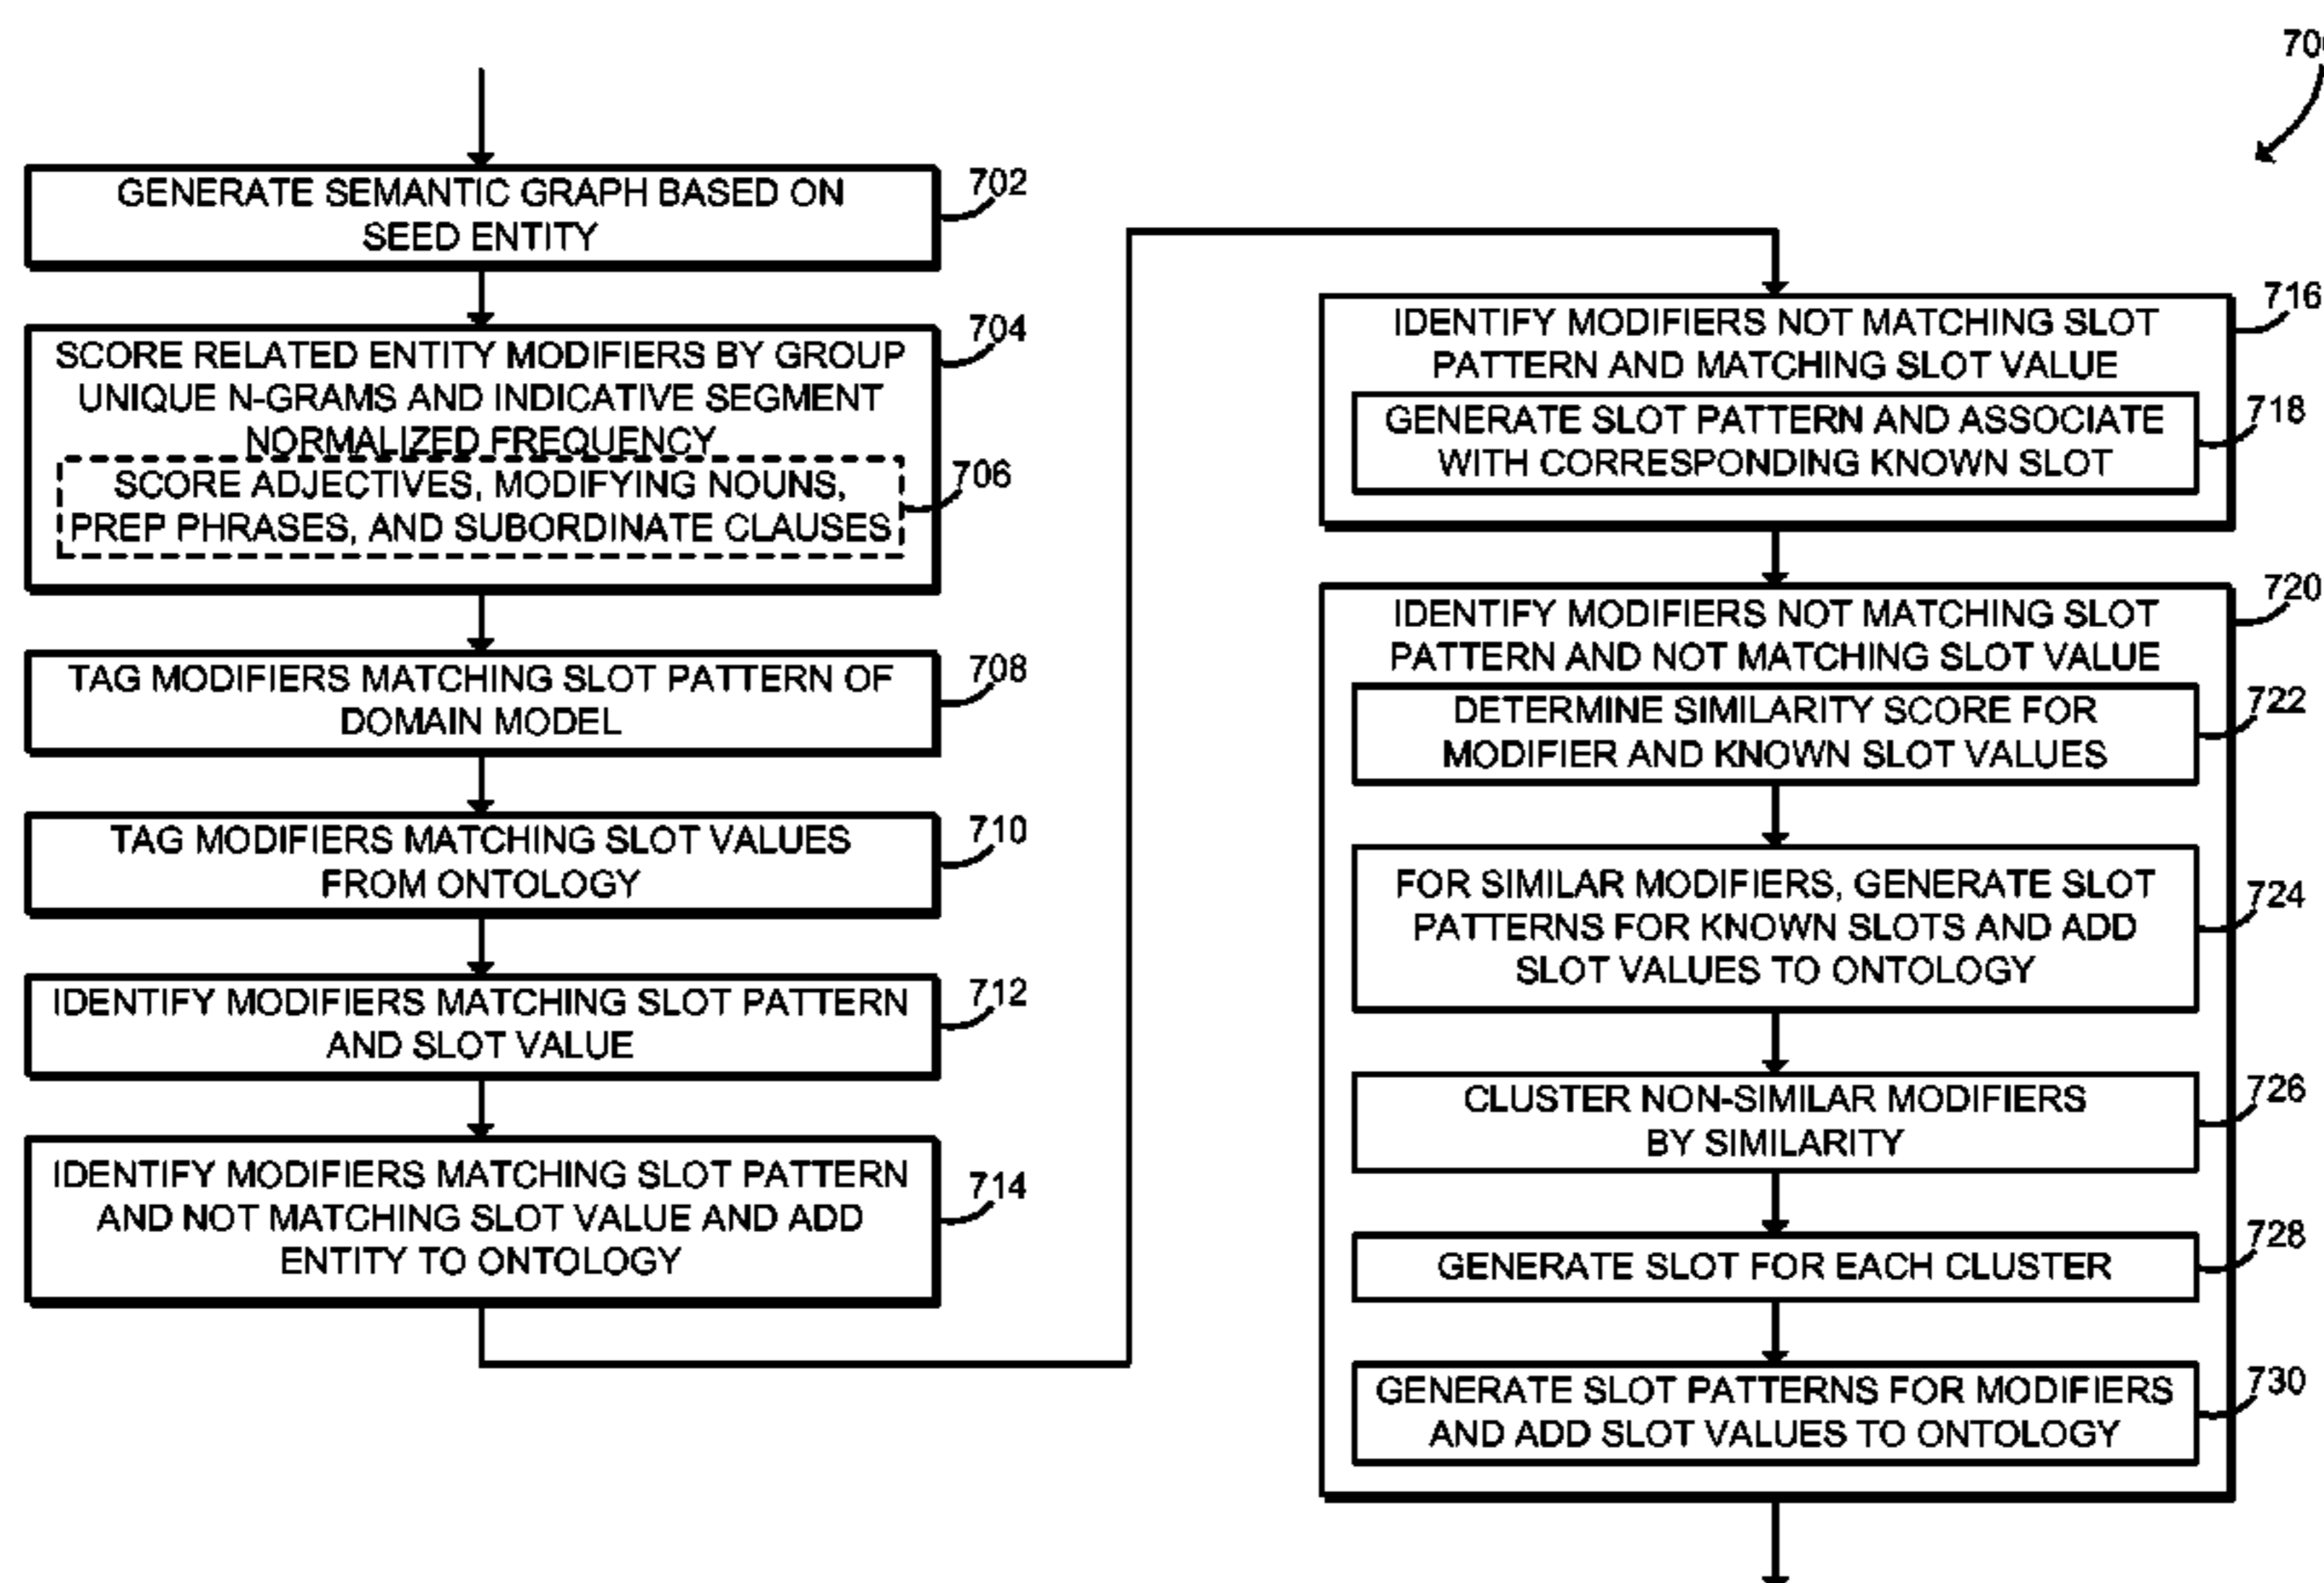 GENERATE SEMANTIC GRAPH BASED ON
SEED ENTITY
702
SCORE RELATED ENTITY MODIFIERS BY GROUP
UNIQUE N-GRAMS AND INDICATIVE SEGMENT
NORMALIZED FREQUENCY
704
SCORE ADJECTIVES, MODIFYING NOUNS,
PREP PHRASES, AND SUBORDINATE CLAUSES
706
TAG MODIFIERS MATCHING SLOT PATTERN OF
DOMAIN MODEL
708
TAG MODIFIERS MATCHING SLOT VALUES
FROM ONTOLOGY
710
IDENTIFY MODIFIERS MATCHING SLOT PATTERN
AND SLOT VALUE
712
IDENTIFY MODIFIERS MATCHING SLOT PATTERN
AND NOT MATCHING SLOT VALUE AND ADD
ENTITY TO ONTOLOGY
714
IDENTIFY MODIFIERS NOT MATCHING SLOT
PATTERN AND MATCHING SLOT VALUE
716
GENERATE SLOT PATTERN AND ASSOCIATE
WITH CORRESPONDING KNOWN SLOT
718
IDENTIFY MODIFIERS NOT MATCHING SLOT
PATTERN AND NOT MATCHING SLOT VALUE
720
DETERMINE SIMILARITY SCORE FOR
MODIFIER AND KNOWN SLOT VALUES
722
FOR SIMILAR MODIFIERS, GENERATE SLOT
PATTERNS FOR KNOWN SLOTS AND ADD
SLOT VALUES TO ONTOLOGY
724
CLUSTER NON-SIMILAR MODIFIERS
BY SIMILARITY
726
GENERATE SLOT FOR EACH CLUSTER
728
GENERATE SLOT PATTERNS FOR MODIFIERS
AND ADD SLOT VALUES TO ONTOLOGY
730